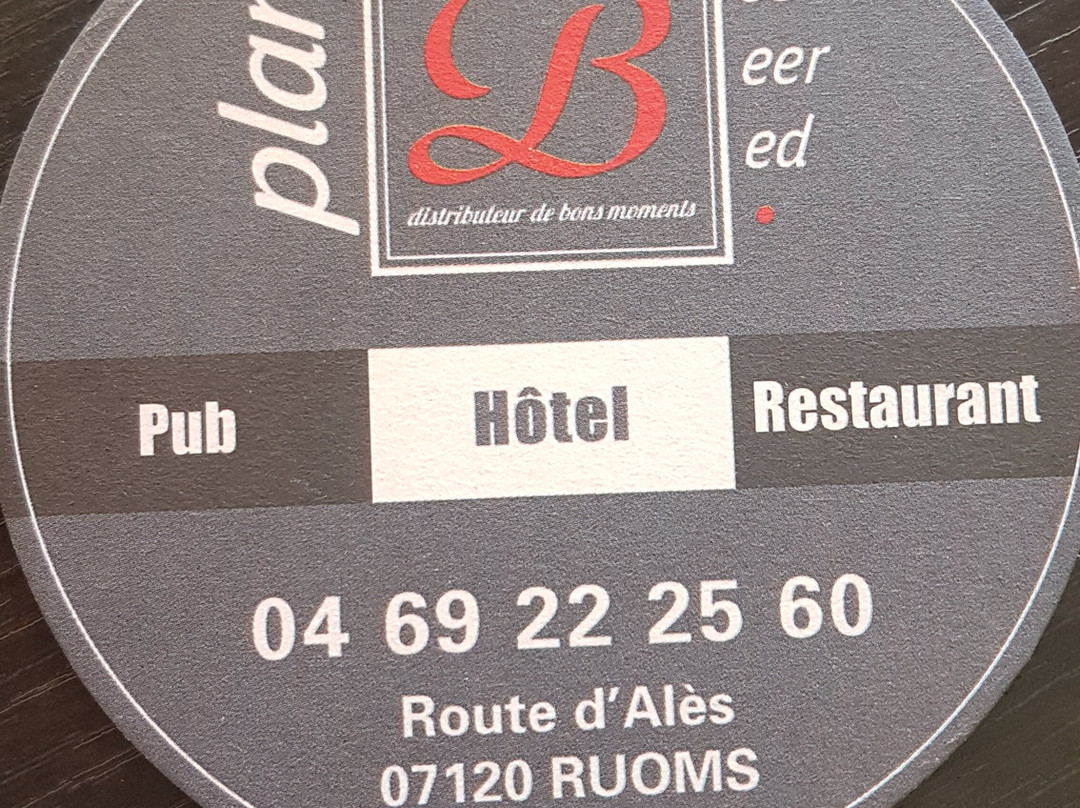 plan
B
eer
ed
distributeur de bons moments
Pub
Hôtel
Restaurant
04 69 22 25 60
Route d'Alès
07120 RUOMS